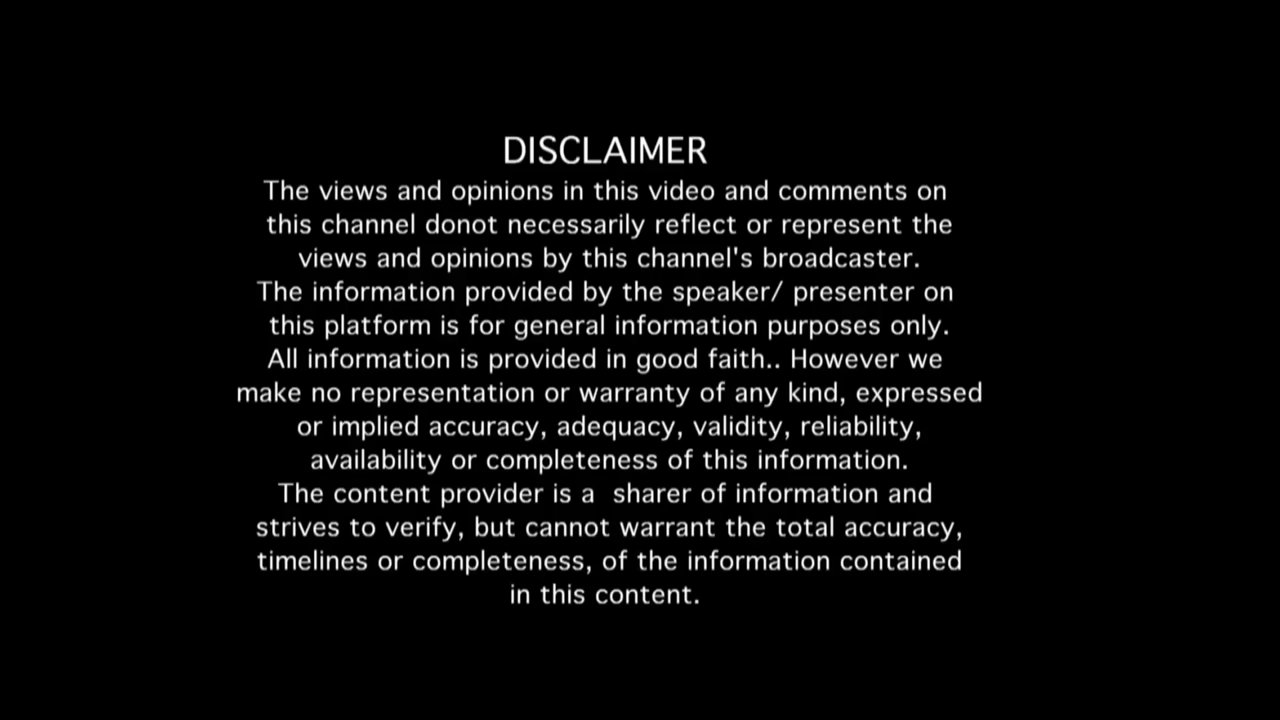 DISCLAIMER
The views and opinions in this video and comments on
this channel donot necessarily reflect or represent the
views and opinions by this channel's broadcaster.
The information provided by the speaker/ presenter on
this platform is for general information purposes only.
All information is provided in good faith.. However we
make no representation or warranty of any kind, expressed
or implied accuracy, adequacy, validity, reliability,
availability or completeness of this information.
The content provider is a  sharer of information and
strives to verify, but cannot warrant the total accuracy,
timelines or completeness, of the information contained
in this content.